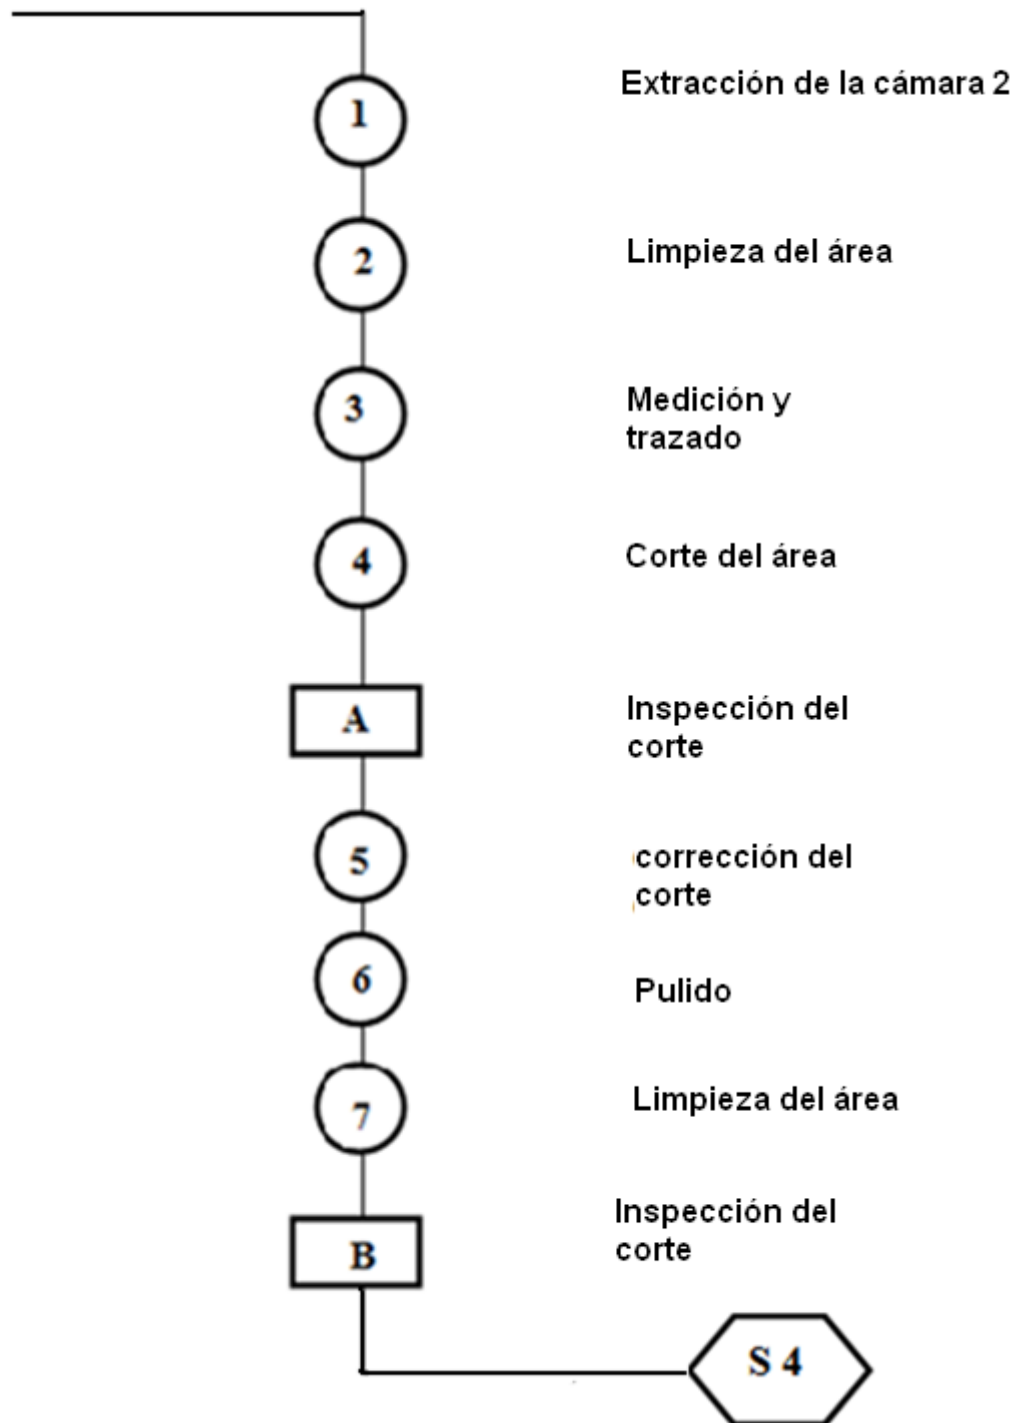 1
Extracción de la cámara 2
2
Limpieza del área
3
Medición y
trazado
4
Corte del área
A
Inspección del
corte
5
corrección del
corte
6
Pulido
7
Limpieza del área
B
Inspección del
corte
S 4